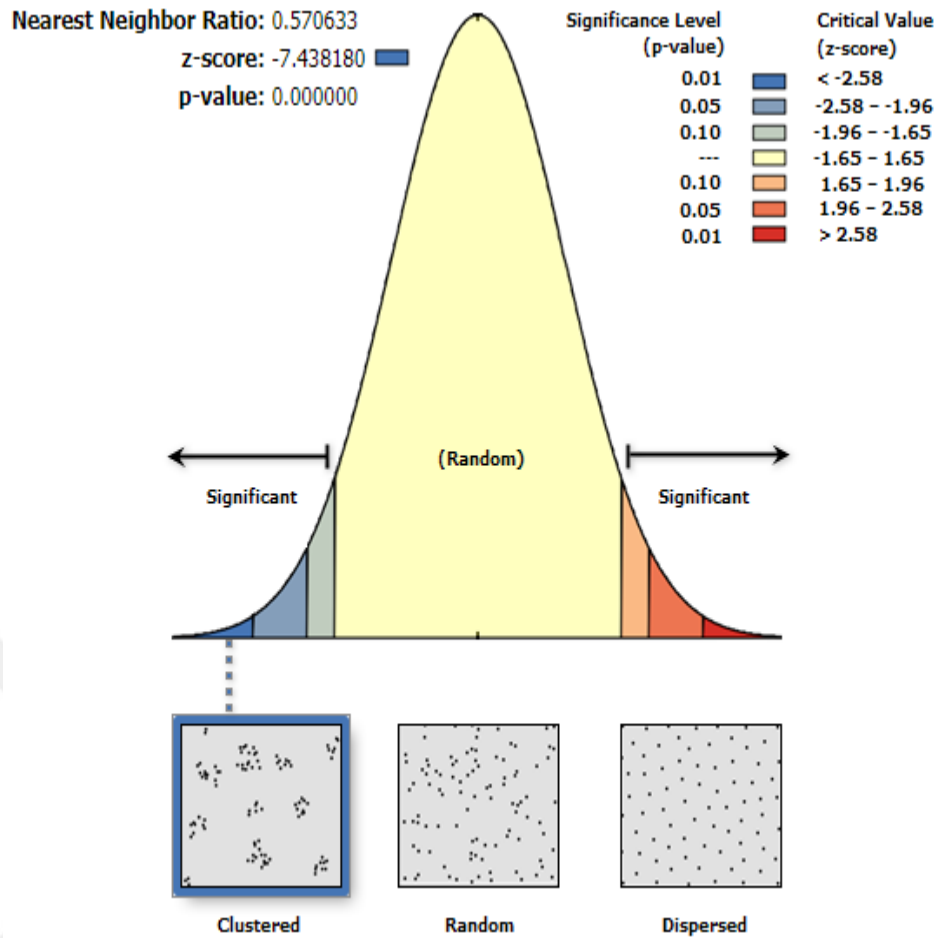 Nearest Neighbor Ratio: 0.570633
z-score: -7.438180
p-value: 0.000000
Significance Level
(p-value)
Critical Value
(z-score)
0.01 < -2.58
0.05 -2.58 – -1.96
0.10 -1.96 – -1.65
--- -1.65 – 1.65
0.10 1.65 – 1.96
0.05 1.96 – 2.58
0.01 > 2.58
(Random)
Significant
Significant
Clustered
Random
Dispersed